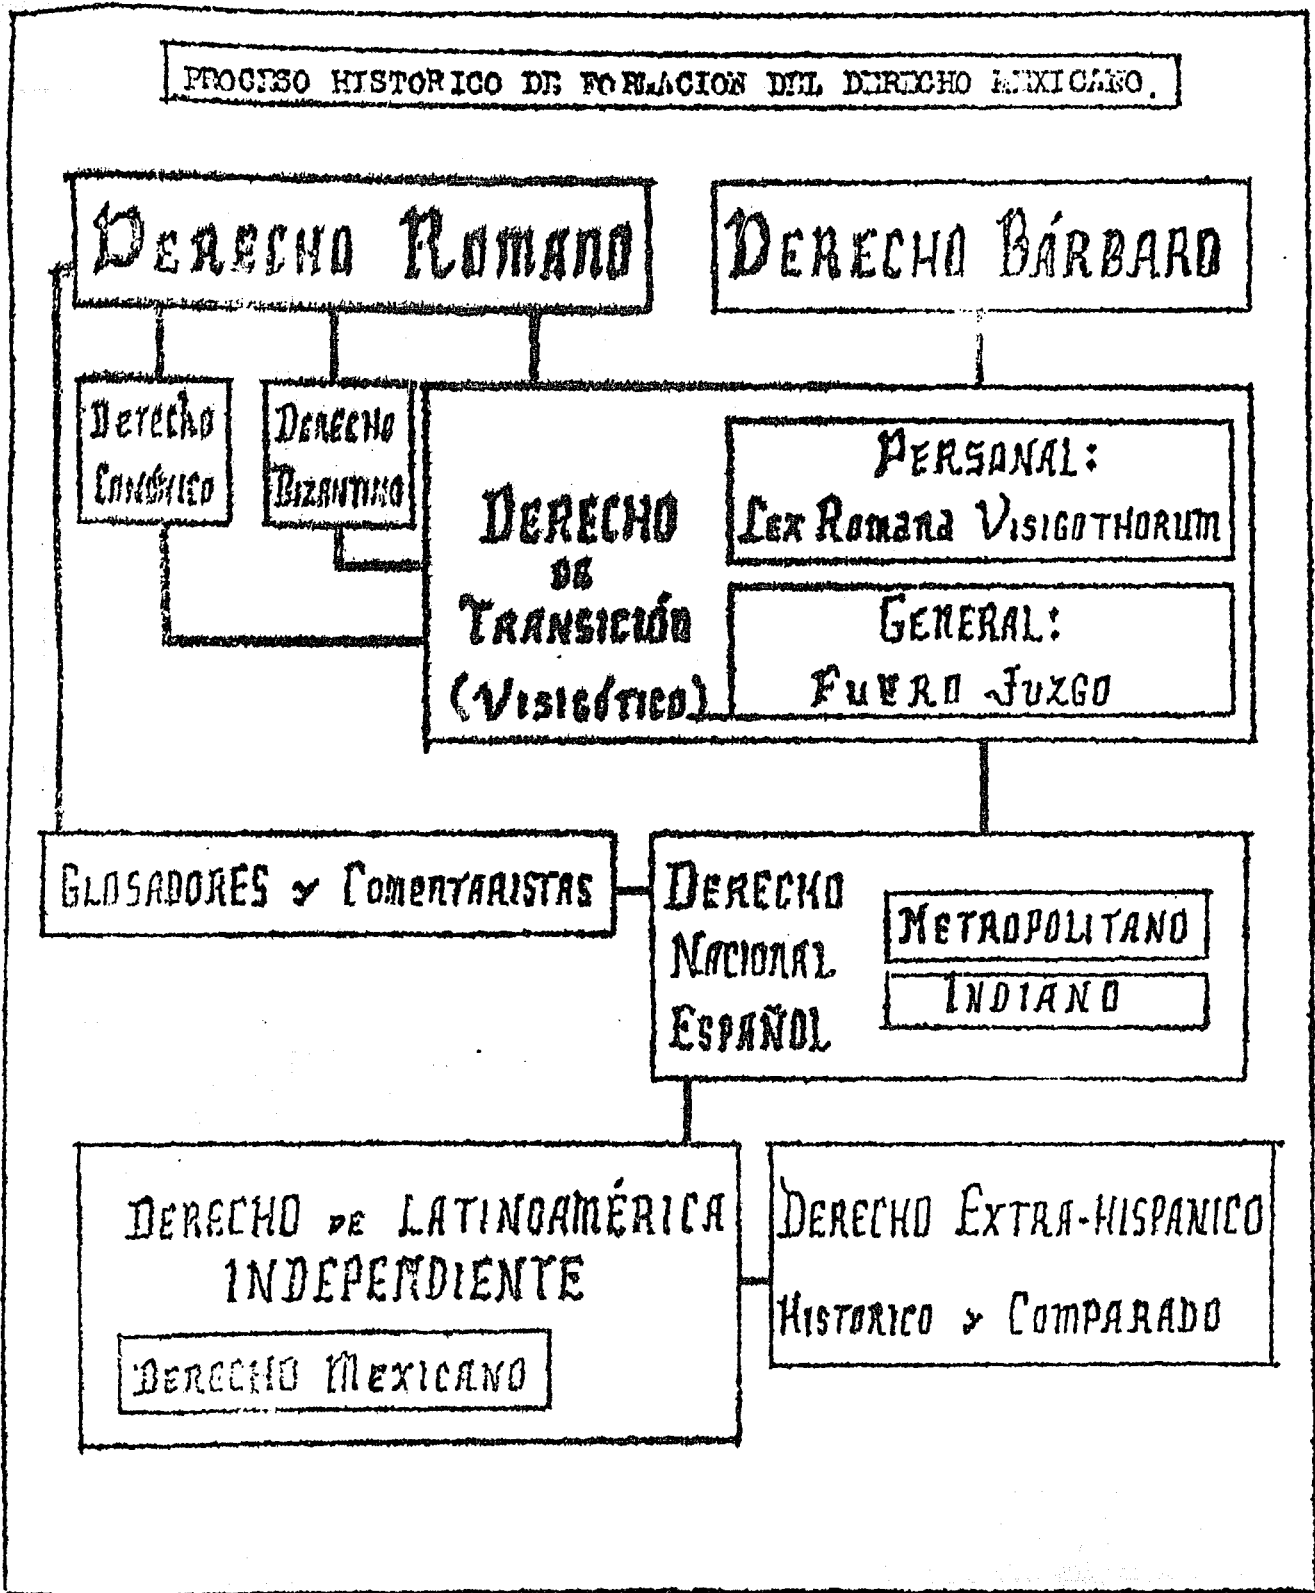 PROCESO HISTORICO DE FORMACION DEL DERECHO MEXICANO.
DERECHO ROMANO
DERECHO BÁRBARO
Derecho
Canónico
DERECHO
BIZANTINO
DERECHO
DE
TRANSICIÓN
(VISIGÓTICO)
PERSONAL:
Lex Romana VISIGOTHORUM
GENERAL:
FUERO JUZGO
GLOSADORES y COMENTARISTAS
DERECHO
NACIONAL
ESPAÑOL
METROPOLITANO
INDIANO
DERECHO DE LATINOAMÉRICA
INDEPENDIENTE
DERECHO MEXICANO
DERECHO EXTRA-HISPANICO
HISTORICO y COMPARADO